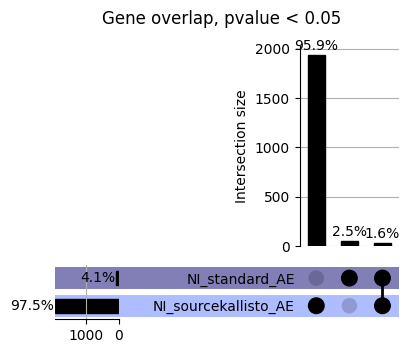 Gene overlap, pvalue < 0.05
95.9%
2000
1500
1000
500
0
Intersection size
2.5%
1.6%
4.1%
NI_standard_AE
97.5%
NI_sourcekallisto_AE
1000 0